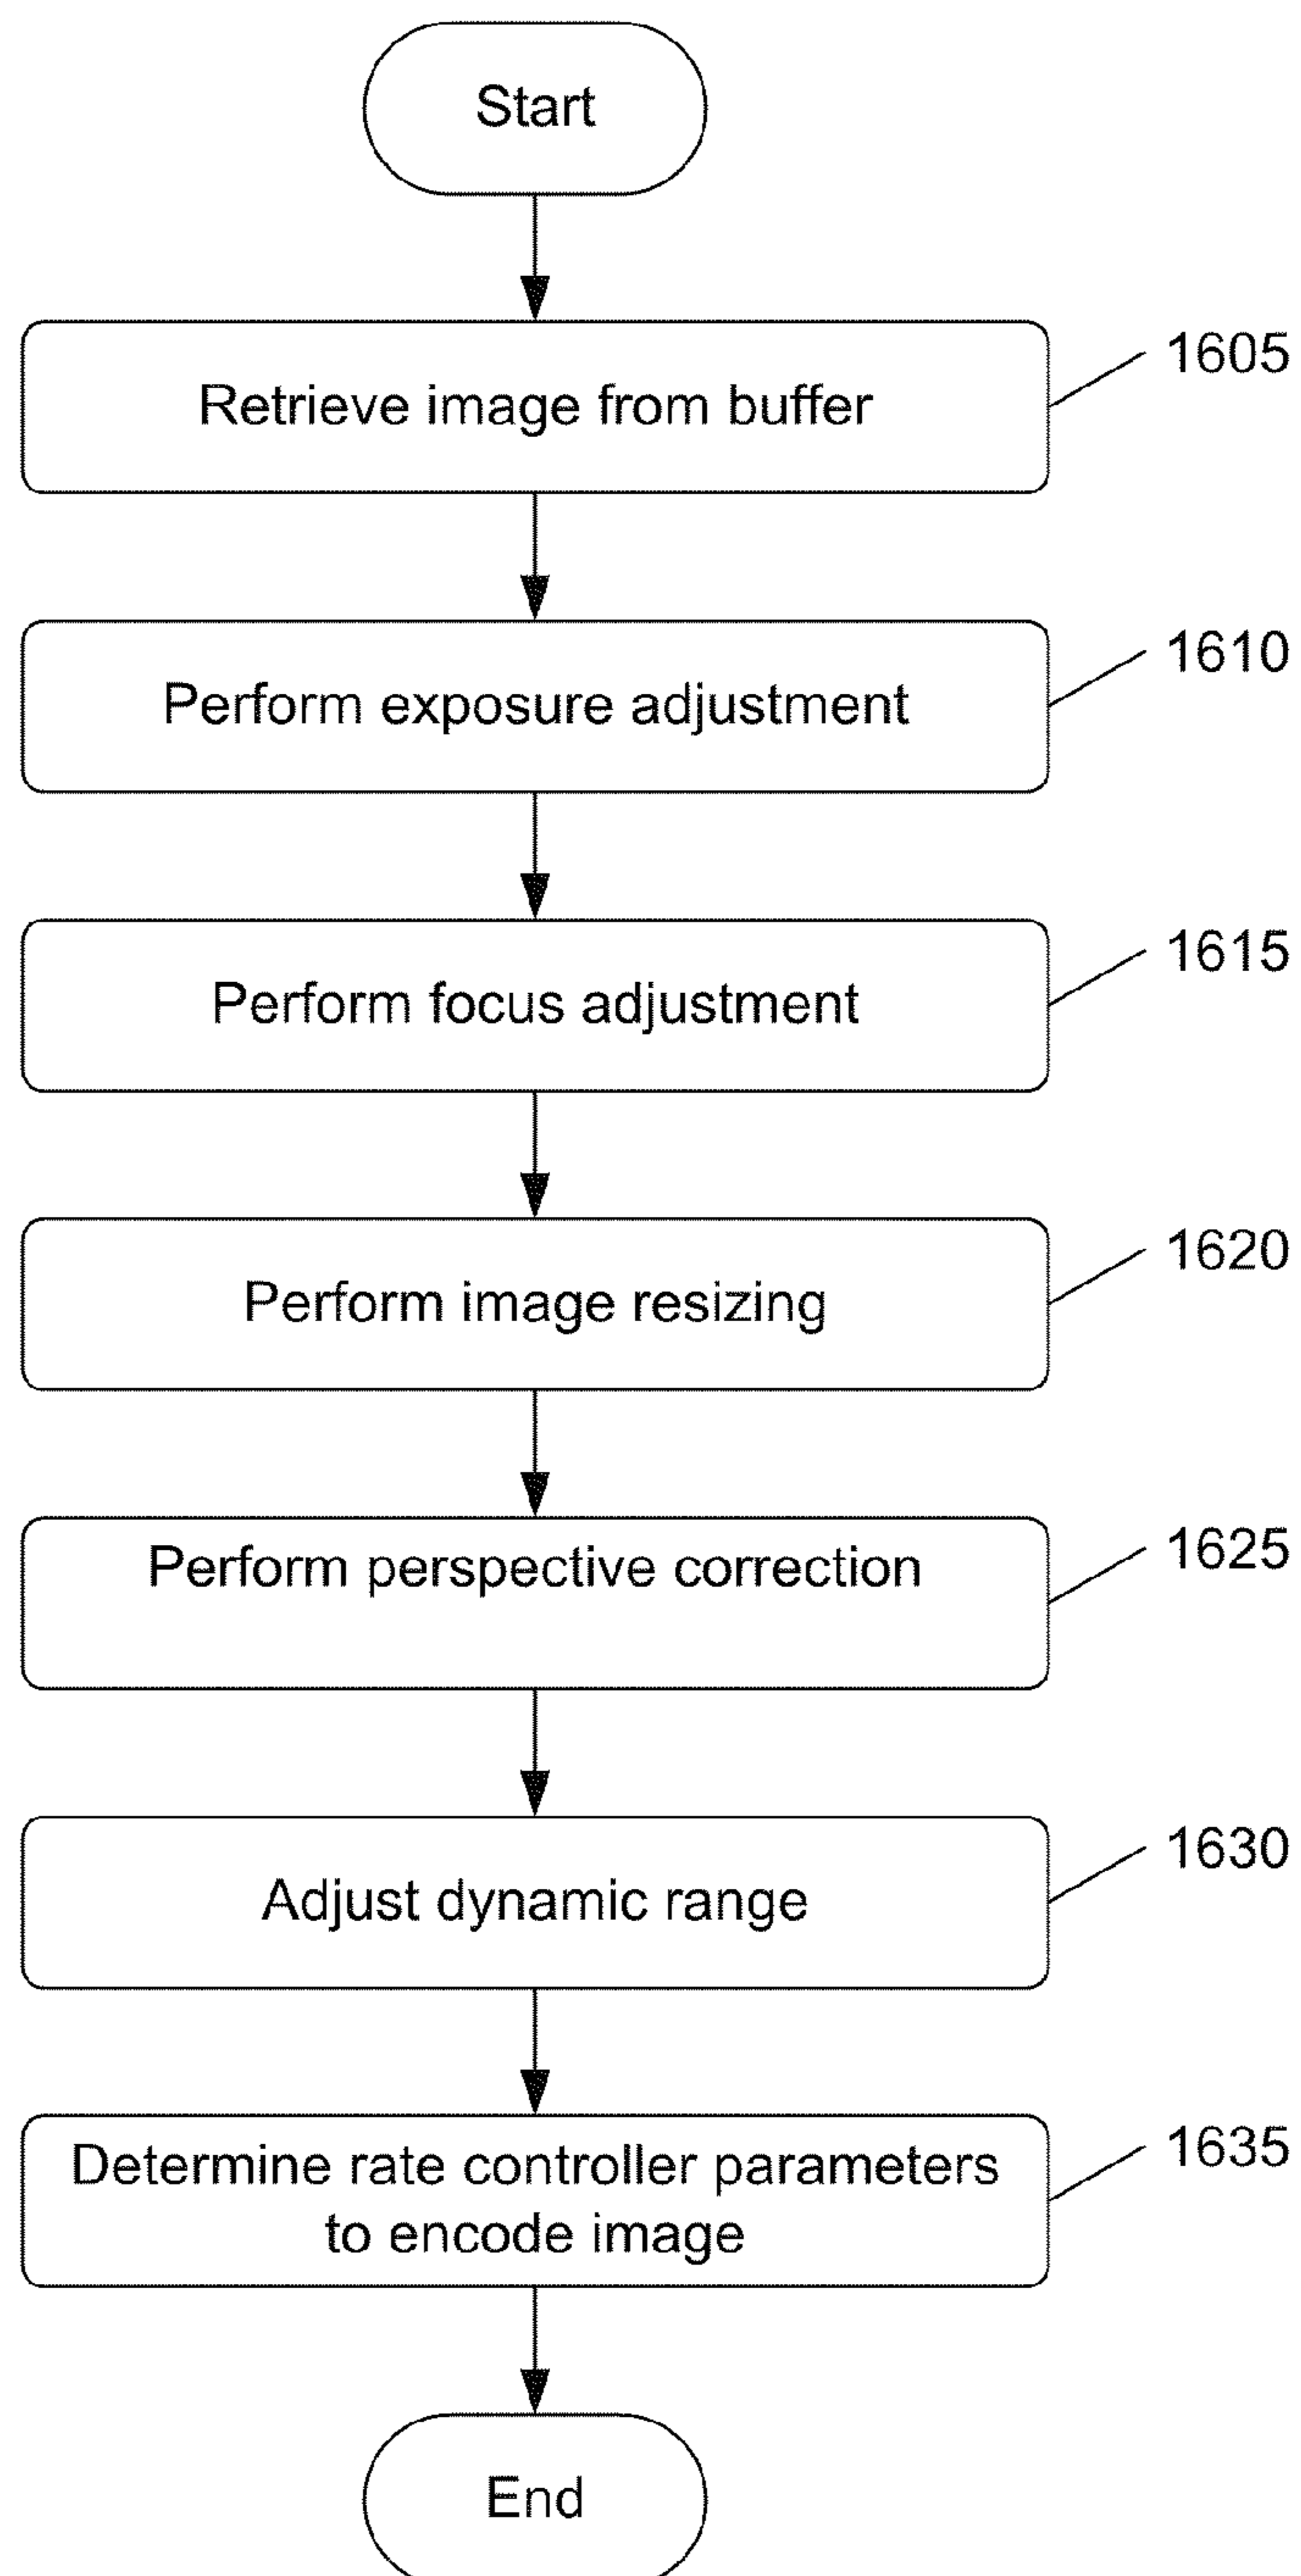 Start
Retrieve image from buffer
1605
Perform exposure adjustment
1610
Perform focus adjustment
1615
Perform image resizing
1620
Perform perspective correction
1625
Adjust dynamic range
1630
Determine rate controller parameters
to encode image
1635
End